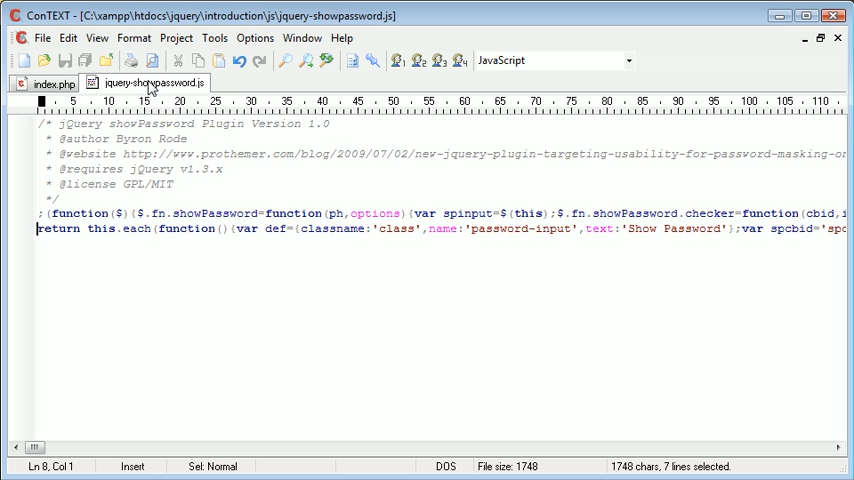 ConTEXT - [C:\xampp\htdocs\jquery\introduction\js\jquery-showpassword.js]
File Edit View Format Project Tools Options Window Help
1 2 3 4 JavaScript
index.php jquery-showpassword.js
5 10 15 20 25 30 35 40 45 50 55 60 65 70 75 80 85 90 95 100 105 110
/* jQuery showPassword Plugin Version 1.0
* @author Byron Rode
* @website http://www.prothemer.com/blog/2009/07/02/new-jquery-plugin-targeting-usability-for-password-masking-on
* @requires jQuery v1.3.x
* @license GPL/MIT
*/
;(function($){$.fn.showPassword=function(ph,options){var spinput=$(this);$.fn.showPassword.checker=function(cbid,i
return this.each(function(){var def={classname:'class',name:'password-input',text:'Show Password'};var spcbid='spc
Ln 8, Col 1 Insert Sel: Normal DOS File size: 1748 1748 chars, 7 lines selected.